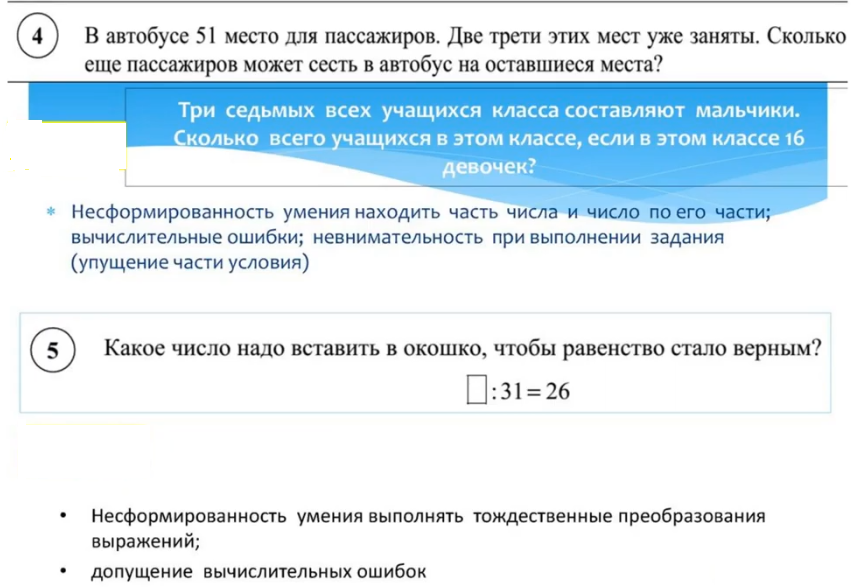 4
В автобусе 51 место для пассажиров. Две трети этих мест уже заняты. Сколько
еще пассажиров может сесть в автобус на оставшиеся места?
Три седьмых всех учащихся класса составляют мальчики.
Сколько всего учащихся в этом классе, если в этом классе 16
девочек?
* Несформированность умения находить часть числа и число по его части;
вычислительные ошибки; невнимательность при выполнении задания
(упущение части условия)
5
Какое число надо вставить в окошко, чтобы равенство стало верным?
□ : 31 = 26
• Несформированность умения выполнять тождественные преобразования
выражений;
• допущение вычислительных ошибок